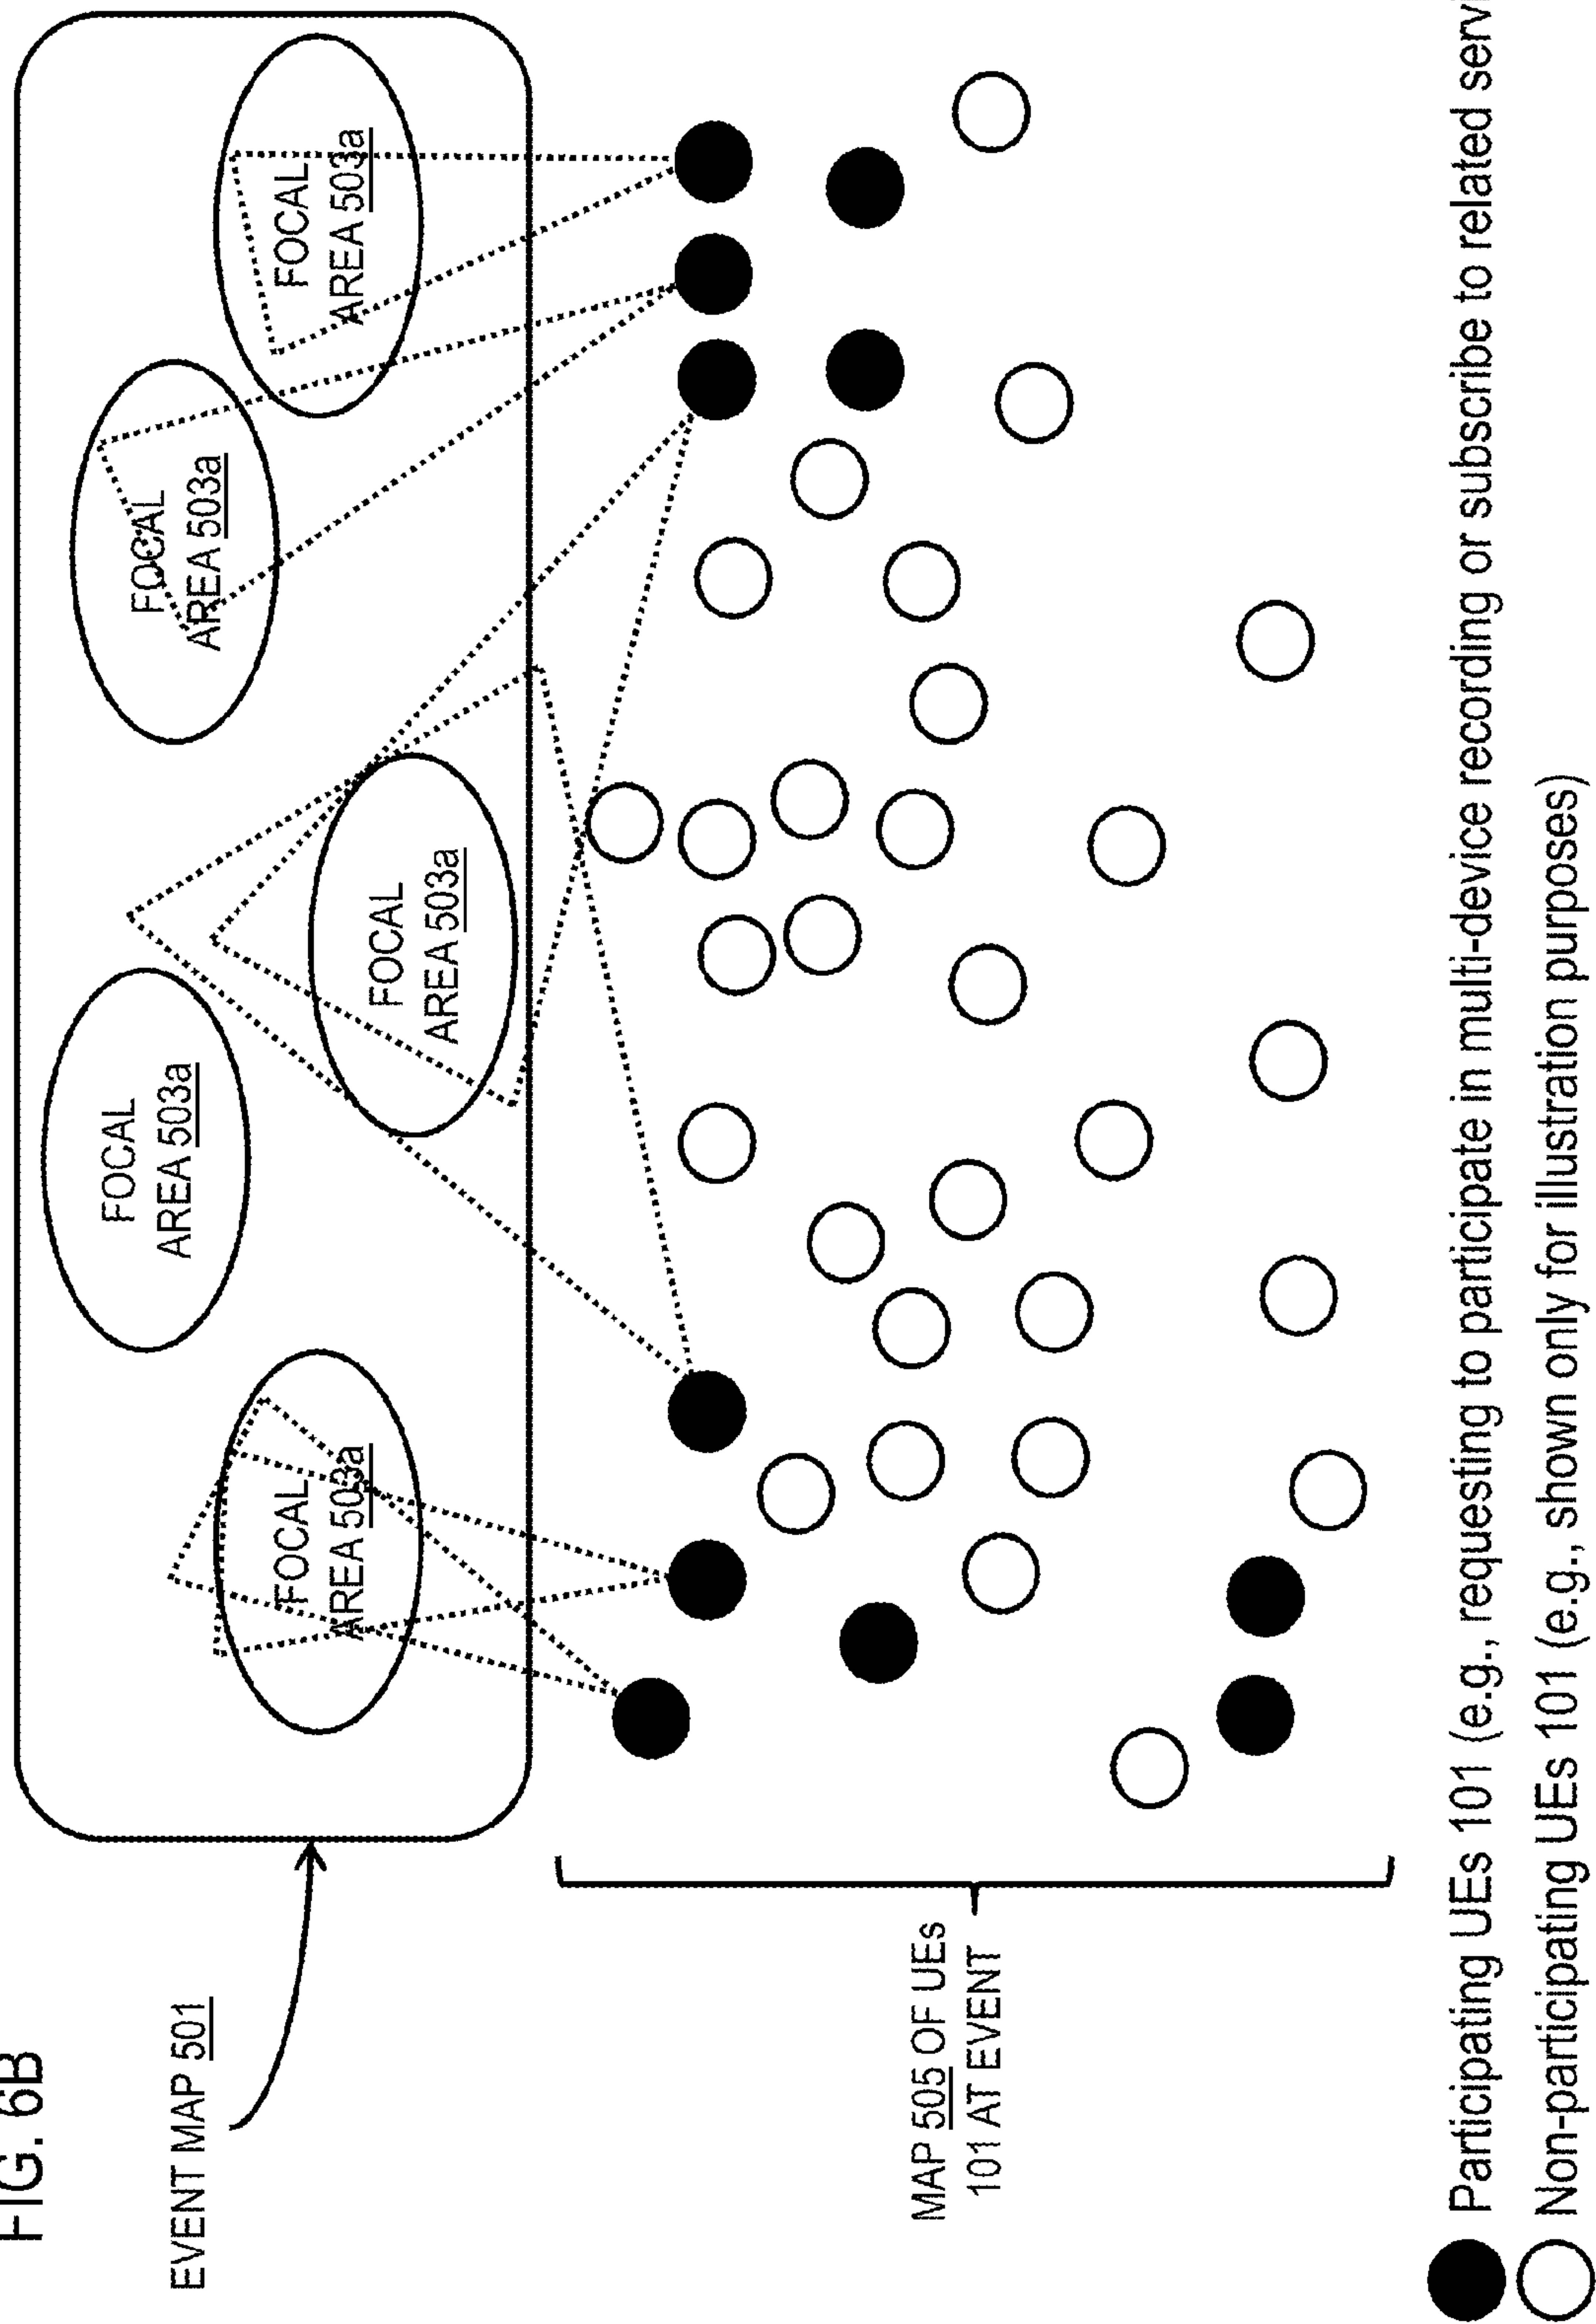 FIG. 6B
EVENT MAP 501
FOCAL
AREA 503a
FOCAL
AREA 503a
FOCAL
AREA 503a
FOCAL
AREA 503a
FOCAL
AREA 503a
MAP 505 OF UEs
101 AT EVENT
Participating UEs 101 (e.g., requesting to participate in multi-device recording or subscribe to related
Non-participating UEs 101 (e.g., shown only for illustration purposes)